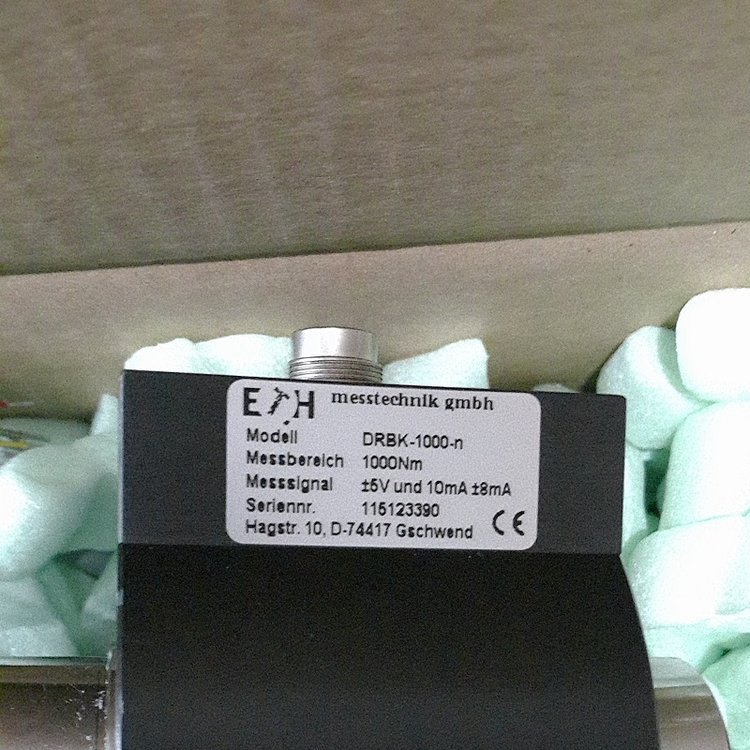 ETH messtechnik gmbh
Modell DRBK-1000-n
Messbereich 1000Nm
Messsignal ±5V und 10mA ±8mA
Seriennr. 115123390
Hagstr. 10, D-74417 Gschwend CE